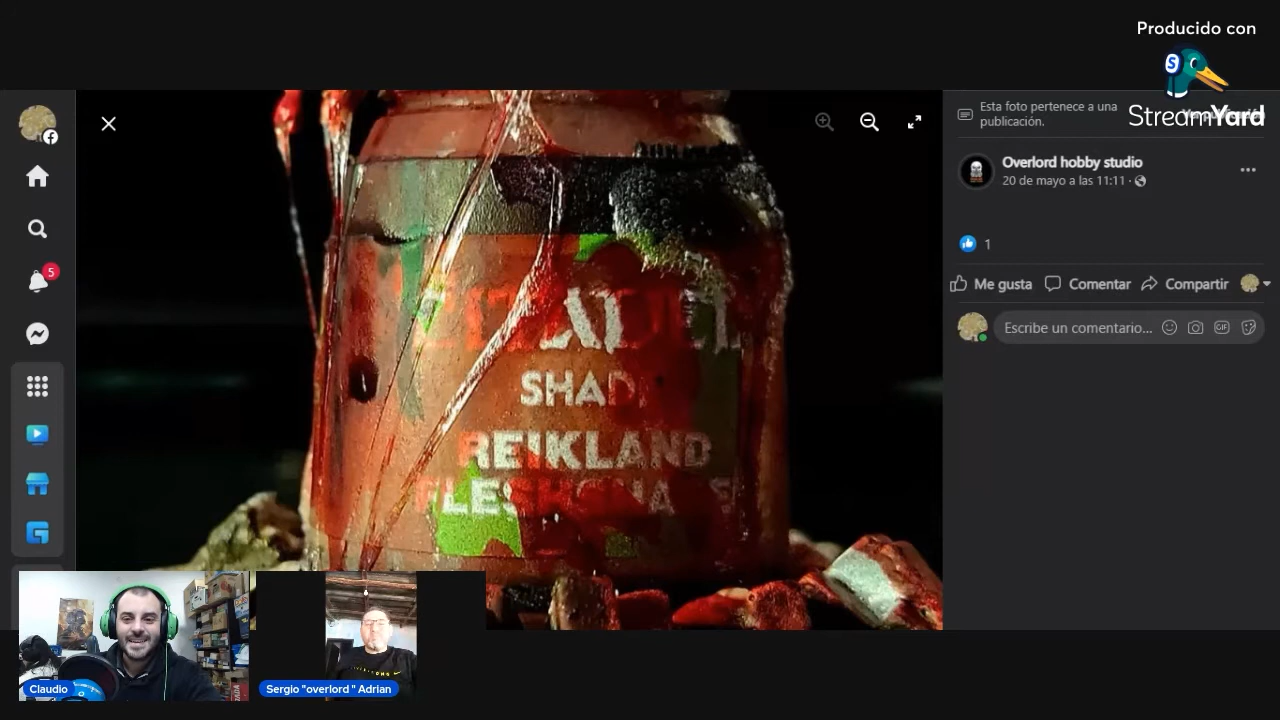 Producido con
StreamYard
Esta foto pertenece a una
publicación.
Overlord hobby studio
20 de mayo a las 11:11 ·
1
Me gusta
Comentar
Compartir
Escribe un comentario...
GIF
5
SHAD
REIKLAND
Claudio
Sergio "overlord " Adrian